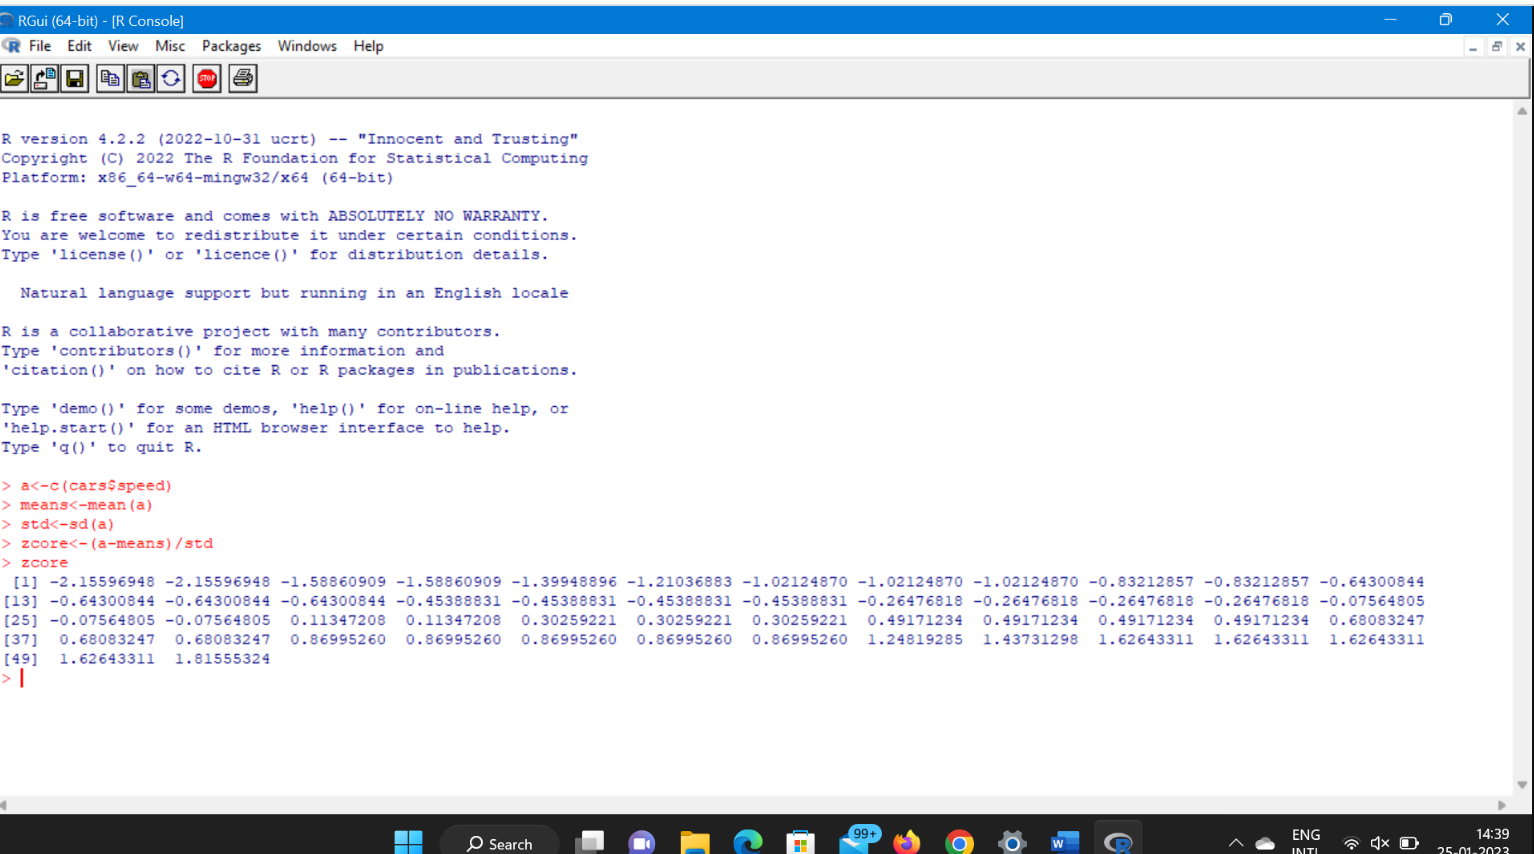 RGui (64-bit) - [R Console]
File Edit View Misc Packages Windows Help
STOP
R version 4.2.2 (2022-10-31 ucrt) -- "Innocent and Trusting"
Copyright (C) 2022 The R Foundation for Statistical Computing
Platform: x86_64-w64-mingw32/x64 (64-bit)
R is free software and comes with ABSOLUTELY NO WARRANTY.
You are welcome to redistribute it under certain conditions.
Type 'license()' or 'licence()' for distribution details.
Natural language support but running in an English locale
R is a collaborative project with many contributors.
Type 'contributors()' for more information and
'citation()' on how to cite R or R packages in publications.
Type 'demo()' for some demos, 'help()' for on-line help, or
'help.start()' for an HTML browser interface to help.
Type 'q()' to quit R.
> a<-c(cars$speed)
> means<-mean(a)
> std<-sd(a)
> zcore<-(a-means)/std
> zcore
[1] -2.15596948 -2.15596948 -1.58860909 -1.58860909 -1.39948896 -1.21036883 -1.02124870 -1.02124870 -1.02124870 -0.83212857 -0.83212857 -0.64300844
[13] -0.64300844 -0.64300844 -0.64300844 -0.45388831 -0.45388831 -0.45388831 -0.45388831 -0.26476818 -0.26476818 -0.26476818 -0.26476818 -0.07564805
[25] -0.07564805 -0.07564805 0.11347208 0.11347208 0.30259221 0.30259221 0.30259221 0.49171234 0.49171234 0.49171234 0.49171234 0.68083247
[37] 0.68083247 0.68083247 0.86995260 0.86995260 0.86995260 0.86995260 0.86995260 1.24819285 1.43731298 1.62643311 1.62643311 1.62643311
[49] 1.62643311 1.81555324
>
Search 99+ ENG 14:39
INTL 25-01-2023